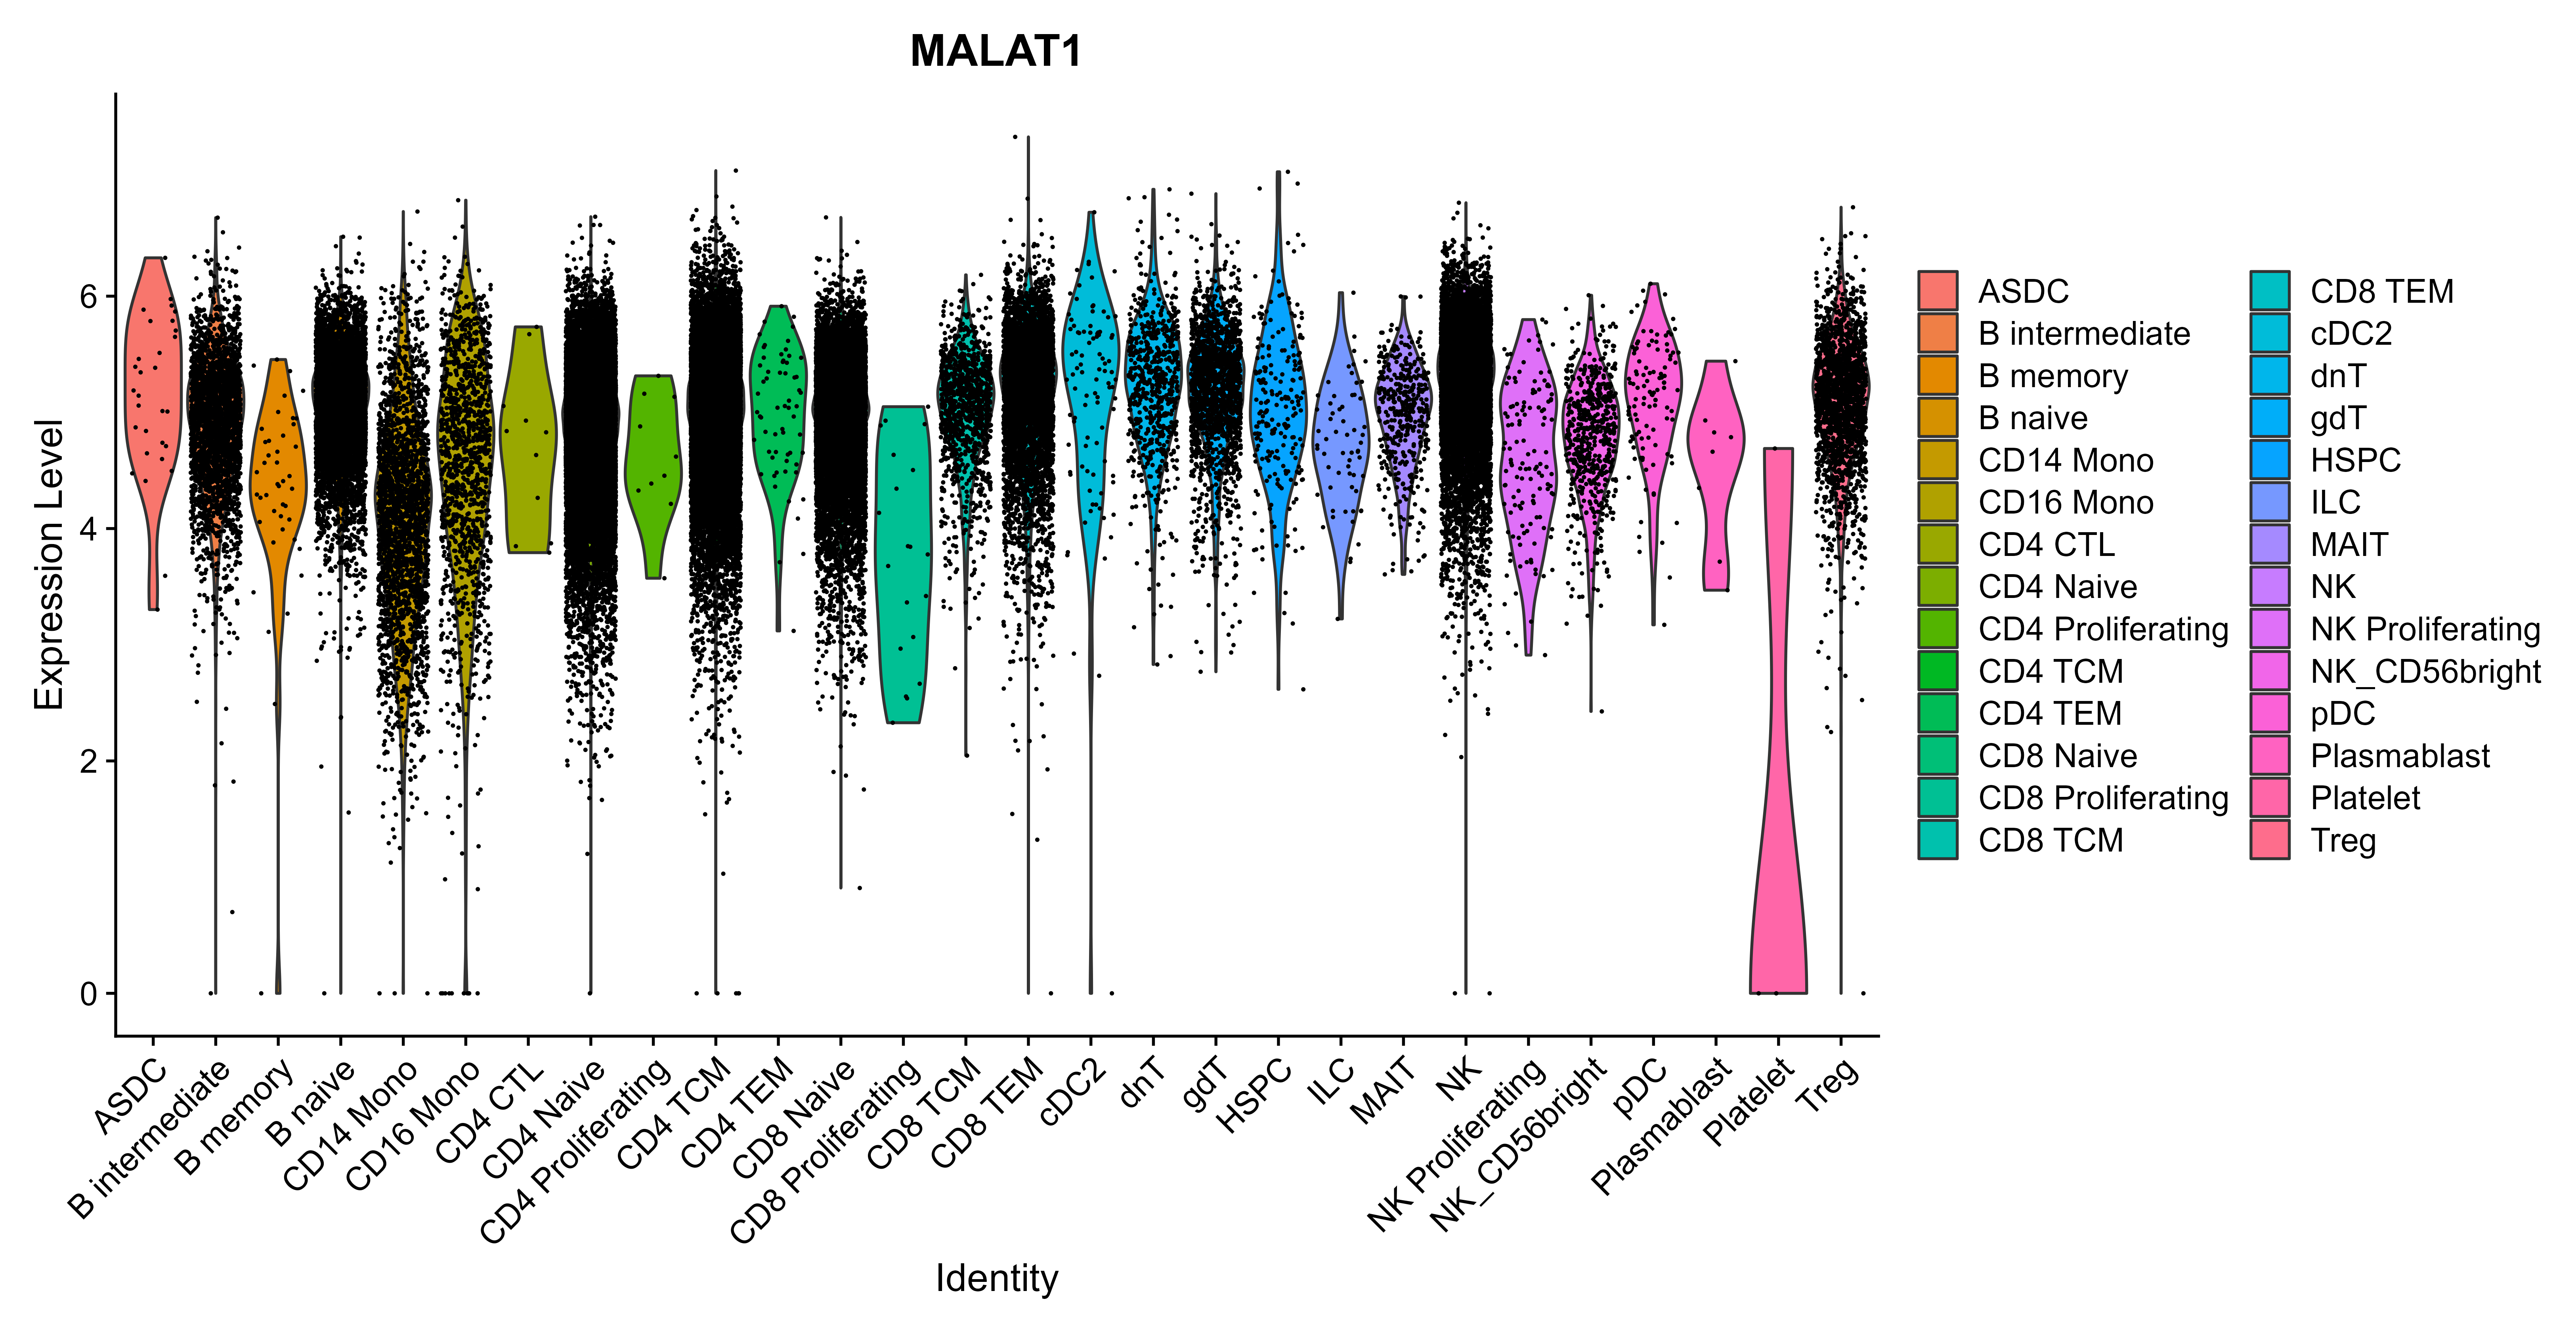 MALAT1
Expression Level
6
4
2
0
ASDC
B intermediate
B memory
B naive
CD14 Mono
CD16 Mono
CD4 CTL
CD4 Naive
CD4 Proliferating
CD4 TCM
CD4 TEM
CD8 Naive
CD8 Proliferating
CD8 TCM
CD8 TEM
cDC2
dnT
gdT
HSPC
ILC
MAIT
NK
NK Proliferating
NK_CD56bright
pDC
Plasmablast
Platelet
Treg
Identity
ASDC
B intermediate
B memory
B naive
CD14 Mono
CD16 Mono
CD4 CTL
CD4 Naive
CD4 Proliferating
CD4 TCM
CD4 TEM
CD8 Naive
CD8 Proliferating
CD8 TCM
CD8 TEM
cDC2
dnT
gdT
HSPC
ILC
MAIT
NK
NK Proliferating
NK_CD56bright
pDC
Plasmablast
Platelet
Treg